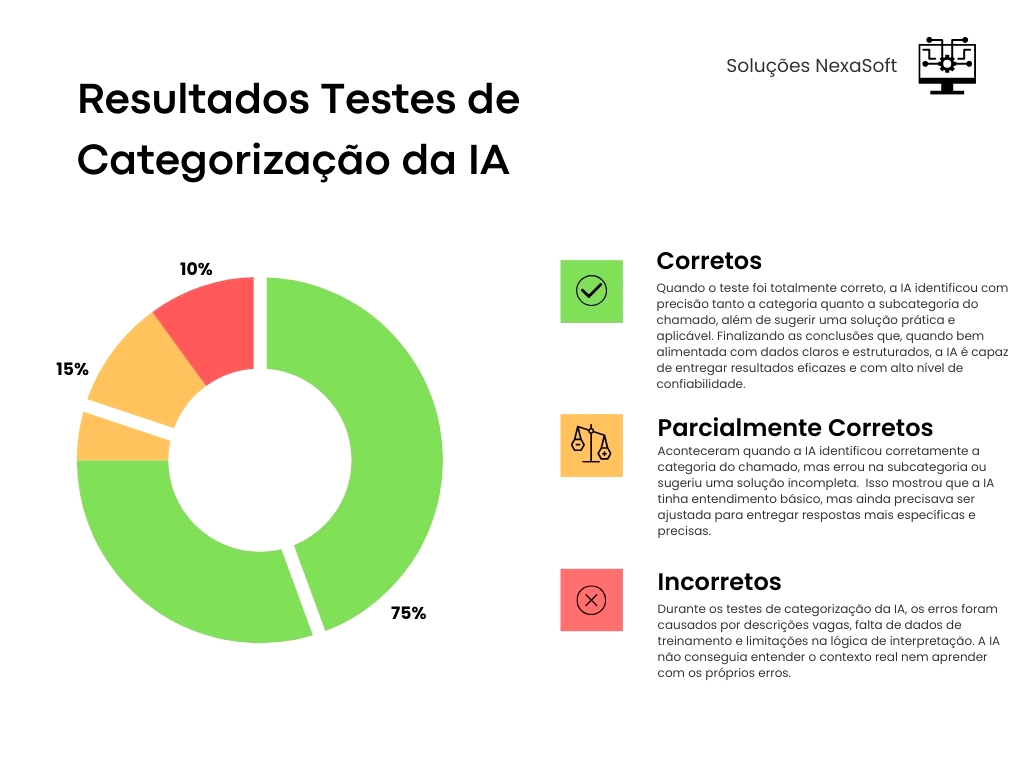 Soluções NexaSoft
Resultados Testes de
Categorização da IA
10%
15%
75%
Corretos
Quando o teste foi totalmente correto, a IA identificou com
precisão tanto a categoria quanto a subcategoria do
chamado, além de sugerir uma solução prática e
aplicável. Finalizando as conclusões que, quando bem
alimentada com dados claros e estruturados, a IA é capaz
de entregar resultados eficazes e com alto nível de
confiabilidade.
Parcialmente Corretos
Aconteceram quando a IA identificou corretamente a
categoria do chamado, mas errou na subcategoria ou
sugeriu uma solução incompleta.  Isso mostrou que a IA
tinha entendimento básico, mas ainda precisava ser
ajustada para entregar respostas mais específicas e
precisas.
Incorretos
Durante os testes de categorização da IA, os erros foram
causados por descrições vagas, falta de dados de
treinamento e limitações na lógica de interpretação. A IA
não conseguia entender o contexto real nem aprender
com os próprios erros.